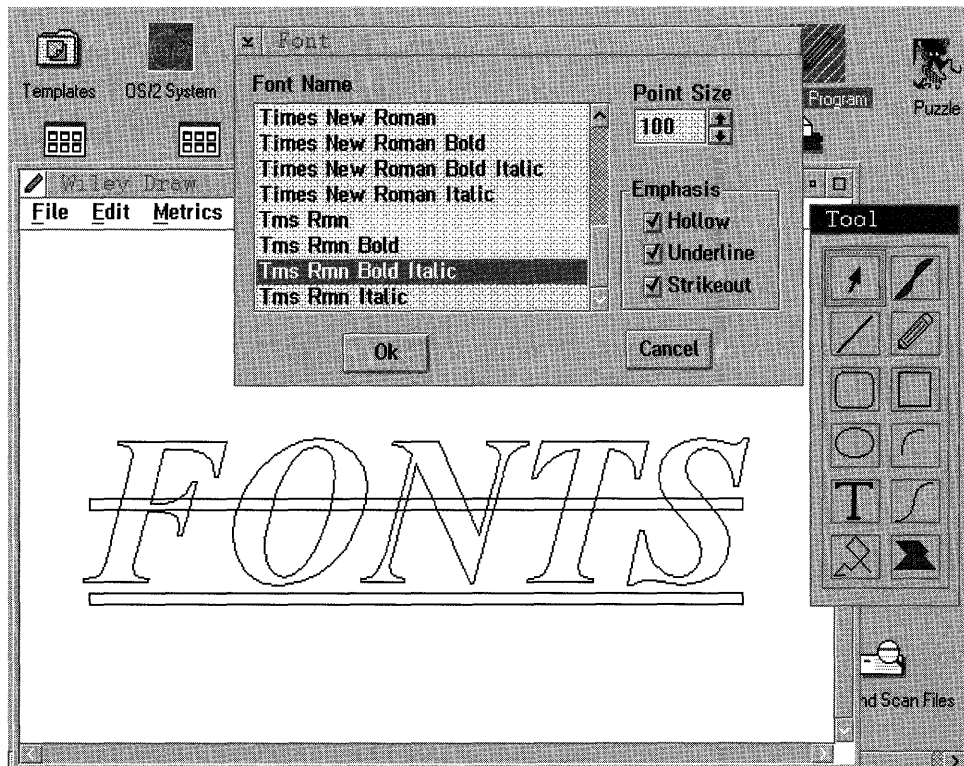 Templates
OS/2 System
Font
Font Name
Times New Roman
Times New Roman Bold
Times New Roman Bold Italic
Times New Roman Italic
Tms Rmn
Tms Rmn Bold
Tms Rmn Bold Italic
Tms Rmn Italic
Point Size
100
Emphasis
Hollow
Underline
Strikeout
Ok
Cancel
Program
Puzzle
Wiley Draw
File Edit Metrics
Tool
T
FONTS
nd Scan Files